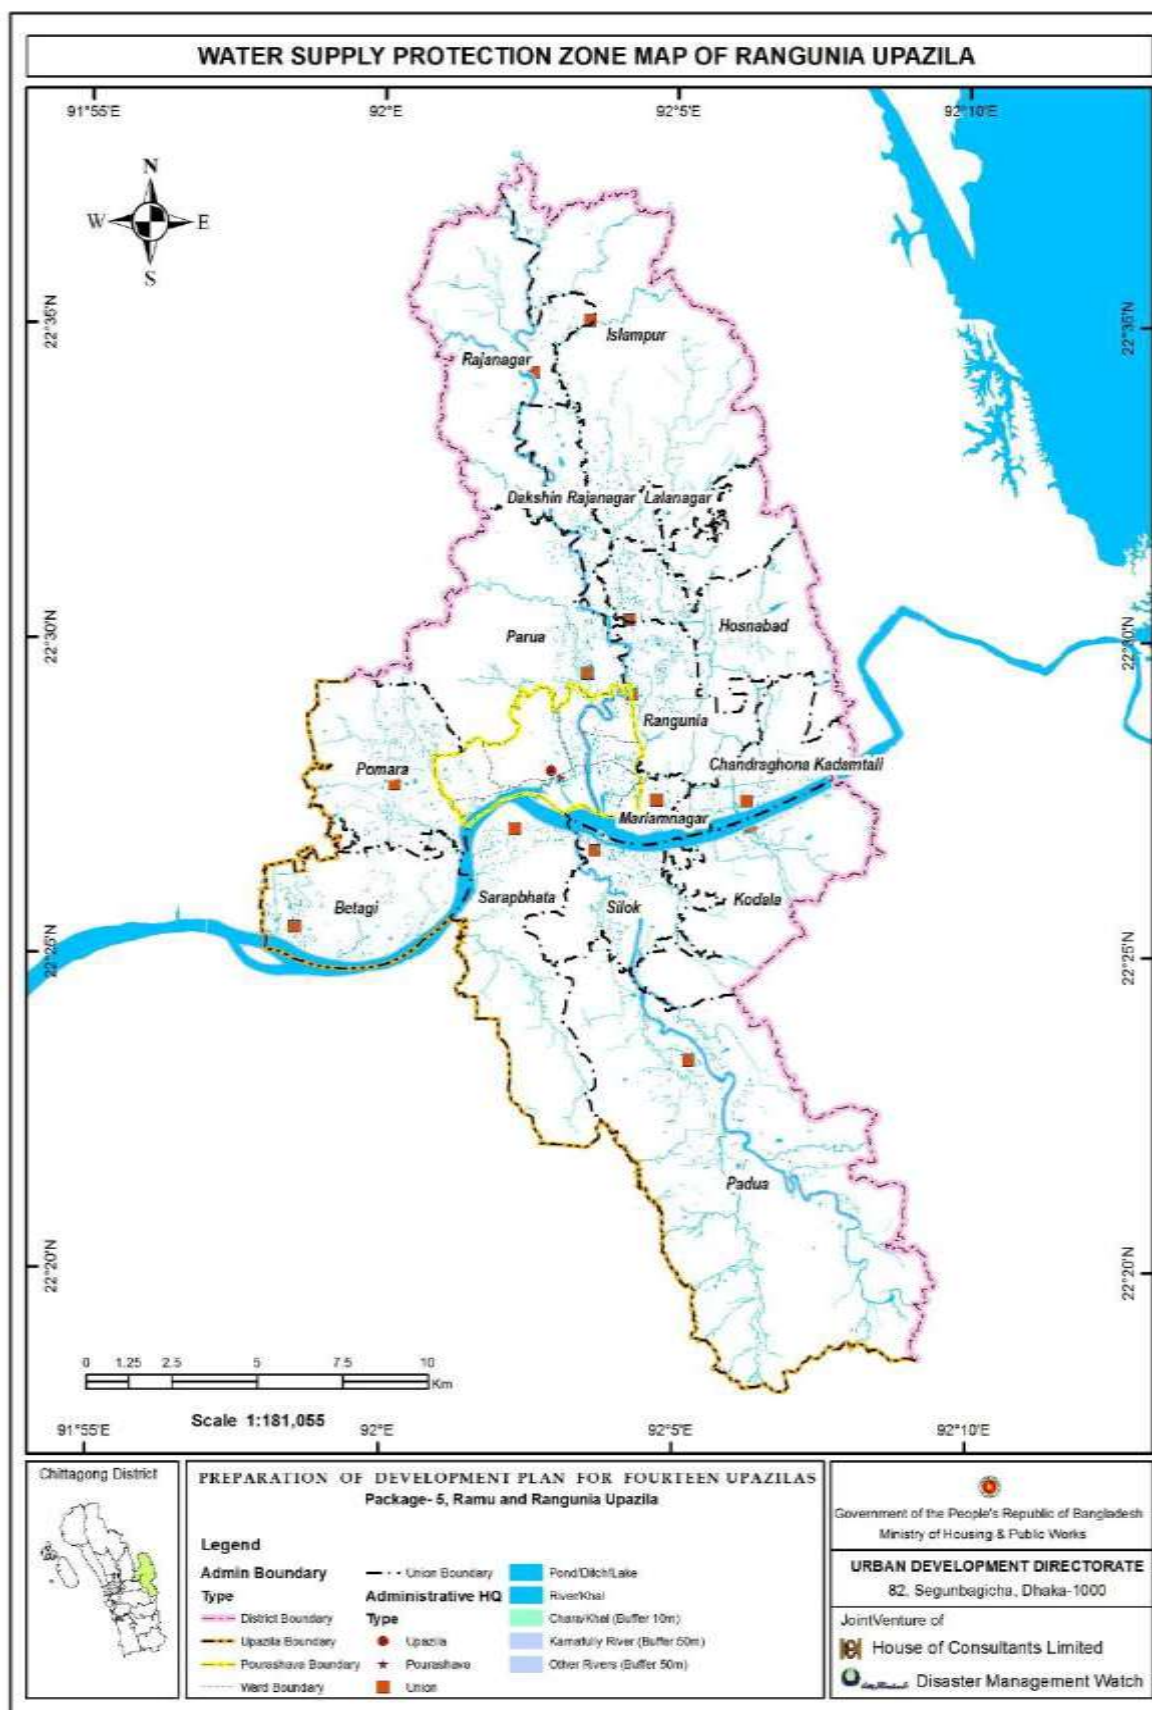 WATER SUPPLY PROTECTION ZONE MAP OF RANGUNIA UPAZILA
91°55'E 92°E 92°5'E 92°10'E
N
W E
S
22°35'N 22°35'N
Islampur
Rajanagar
Dakshin Rajanagar Lalanagar
22°30'N 22°30'N
Parua
Hosnabad
Rangunia
Pomara
Chandraghona Kadamtali
Mariamnagar
Sarapbhata
Kodala
Betagi
Silok
22°25'N 22°25'N
Padua
22°20'N 22°20'N
0 1.25 2.5 5 7.5 10
Km
Scale 1:181,055
91°55'E 92°E 92°5'E 92°10'E
Chittagong District
PREPARATION OF DEVELOPMENT PLAN FOR FOURTEEN UPAZILAS
Package- 5, Ramu and Rangunia Upazila
Legend
Admin Boundary
Type
District Boundary
Upazila Boundary
Pourashava Boundary
Ward Boundary
Union Boundary
Administrative HQ
Type
Upazila
Pourashava
Union
Pond/Ditch/Lake
River/Khal
Chara/Khal (Buffer 10m)
Karnafully River (Buffer 50m)
Other Rivers (Buffer 50m)
Government of the People's Republic of Bangladesh
Ministry of Housing & Public Works
URBAN DEVELOPMENT DIRECTORATE
82, Segunbagicha, Dhaka-1000
JointVenture of
House of Consultants Limited
Disaster Management Watch